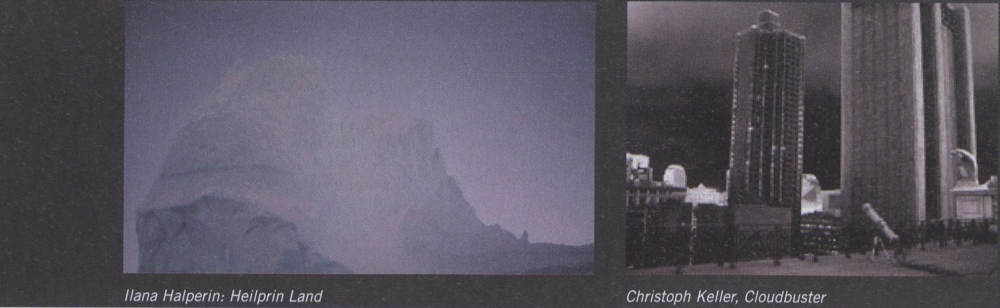 Ilana Halperin: Heilprin Land
Christoph Keller, Cloudbuster